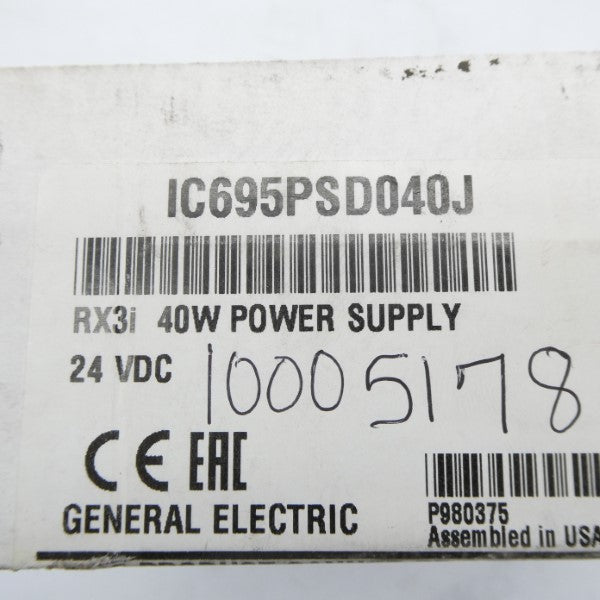 IC695PSD040J
RX3i 40W POWER SUPPLY
24 VDC 10005178
CE EAC
GENERAL ELECTRIC
P980375
Assembled in USA